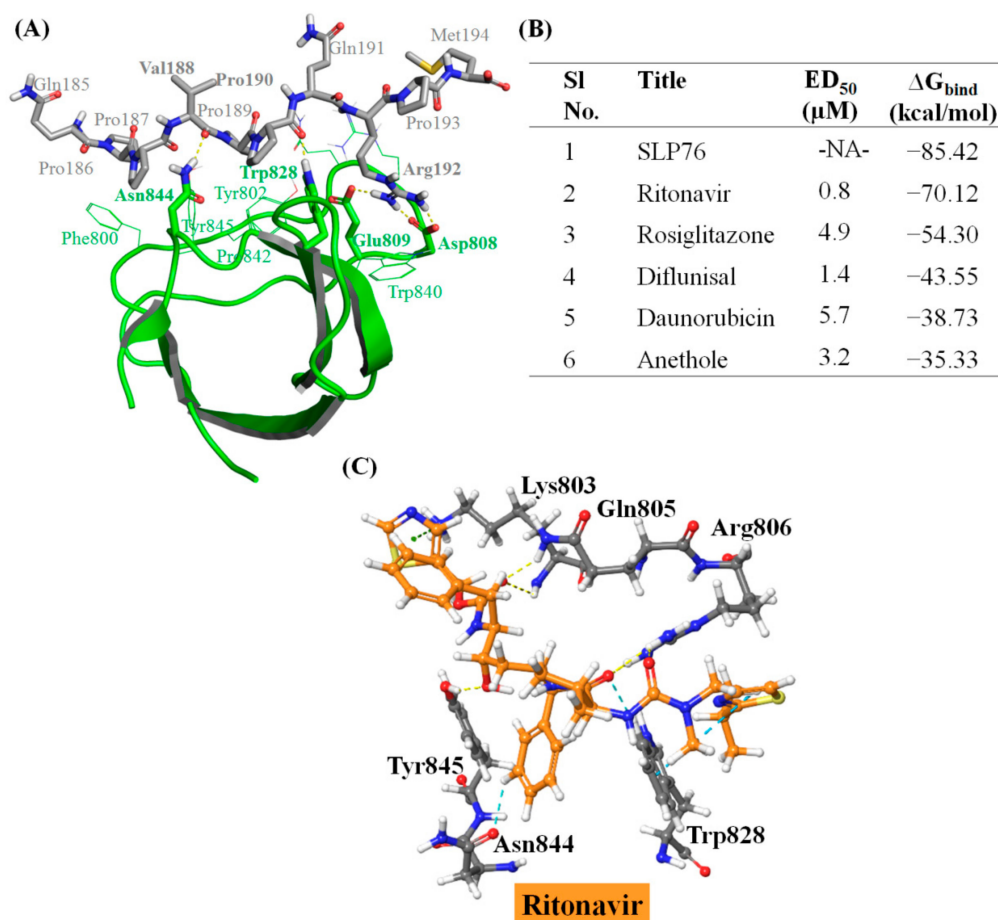 (A)
Gln185
Val188
Pro190
Gln191
Met194
Pro187
Pro189
Pro193
Pro186
Asn844
Tyr802
Trp828
Arg192
Phe800
Tyr845
Pro842
Glu809
Asp808
Trp840
(B)
Sl No. Title ED50 (μM) ΔGbind (kcal/mol)
1 SLP76 -NA- −85.42
2 Ritonavir 0.8 −70.12
3 Rosiglitazone 4.9 −54.30
4 Diflunisal 1.4 −43.55
5 Daunorubicin 5.7 −38.73
6 Anethole 3.2 −35.33
(C)
Lys803
Gln805
Arg806
Tyr845
Asn844
Trp828
Ritonavir